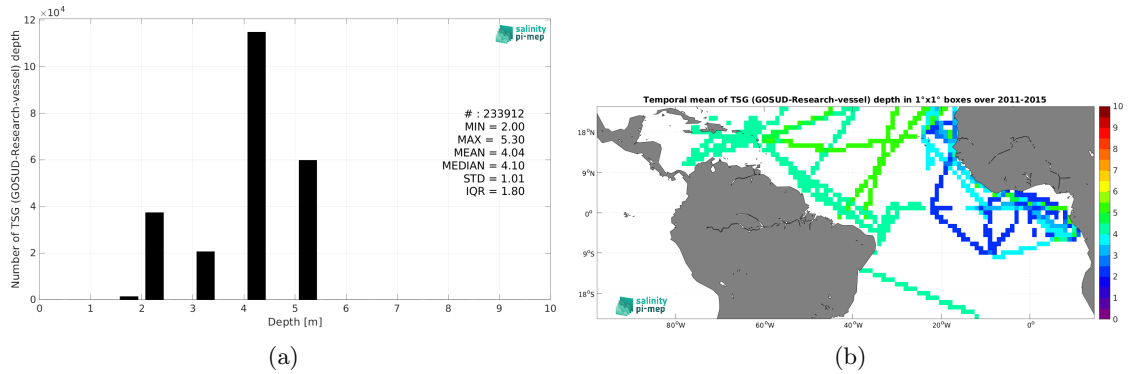 ×10⁴
12
10
8
6
4
2
0
Number of TSG (GOSUD-Research-vessel) depth
0 1 2 3 4 5 6 7 8 9 10
Depth [m]
salinity
pi-mep
# : 233912
MIN = 2.00
MAX = 5.30
MEAN = 4.04
MEDIAN = 4.10
STD = 1.01
IQR = 1.80
(a)
Temporal mean of TSG (GOSUD-Research-vessel) depth in 1°x1° boxes over 2011-2015
18°N
9°N
0°
9°S
18°S
80°W 60°W 40°W 20°W 0°
salinity
pi-mep
10
9
8
7
6
5
4
3
2
1
0
(b)